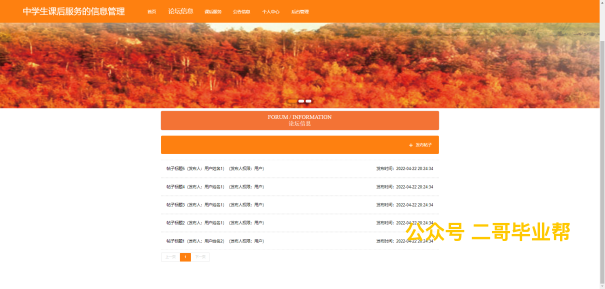 中学生课后服务的信息管理
首页 论坛信息 课后服务 公告信息 个人中心 后台管理
FORUM / INFORMATION
论坛信息
+ 发布帖子
帖子标题6（发布人：用户姓名1）（发布人权限：用户） 发布时间：2022-04-22 20:24:34
帖子标题4（发布人：用户姓名1）（发布人权限：用户） 发布时间：2022-04-22 20:24:34
帖子标题3（发布人：用户姓名1）（发布人权限：用户） 发布时间：2022-04-22 20:24:34
帖子标题2（发布人：用户姓名1）（发布人权限：用户） 发布时间：2022-04-22 20:24:34
帖子标题1（发布人：用户姓名2）（发布人权限：用户） 发布时间：2022-04-22 20:24:34
公众号 二哥毕业帮
上一页 1 下一页